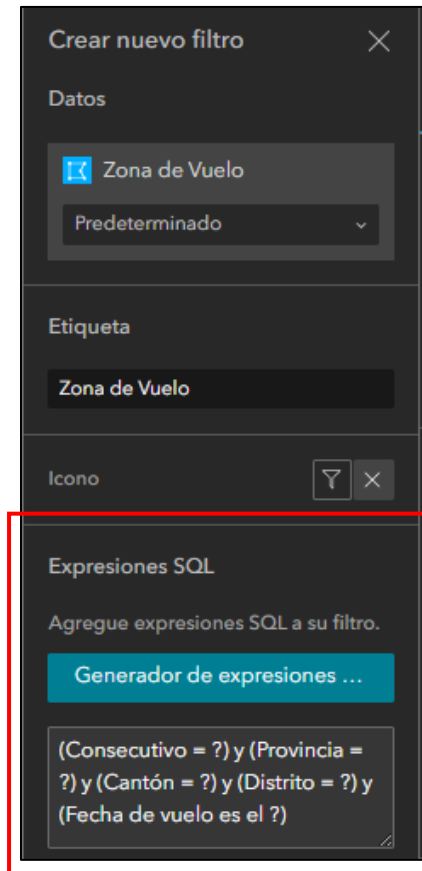 Crear nuevo filtro
Datos
Zona de Vuelo
Predeterminado
Etiqueta
Zona de Vuelo
Icono
Expresiones SQL
Agregue expresiones SQL a su filtro.
Generador de expresiones ...
(Consecutivo = ?) y (Provincia =
?) y (Cantón = ?) y (Distrito = ?) y
(Fecha de vuelo es el ?)